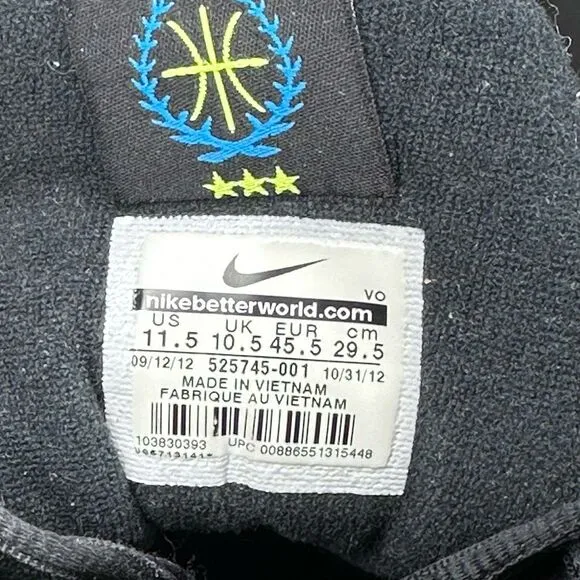 VO
nikebetterworld.com
US UK EUR cm
11.5 10.5 45.5 29.5
09/12/12 525745-001 10/31/12
MADE IN VIETNAM
FABRIQUE AU VIETNAM
103830393 UPC 00886551315448